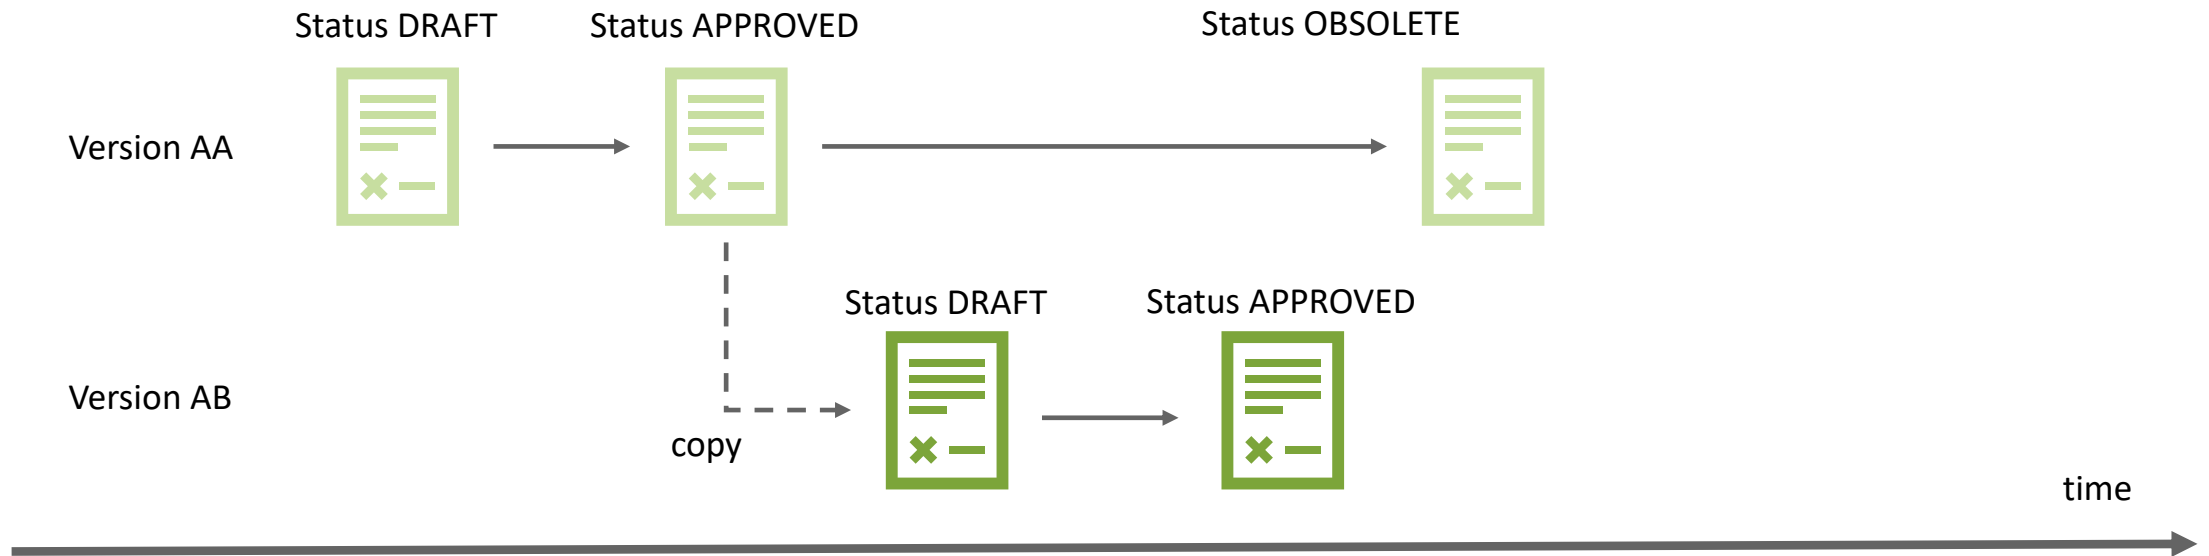 Status DRAFT
Status APPROVED
Status OBSOLETE
Version AA
Status DRAFT
Status APPROVED
Version AB
copy
time